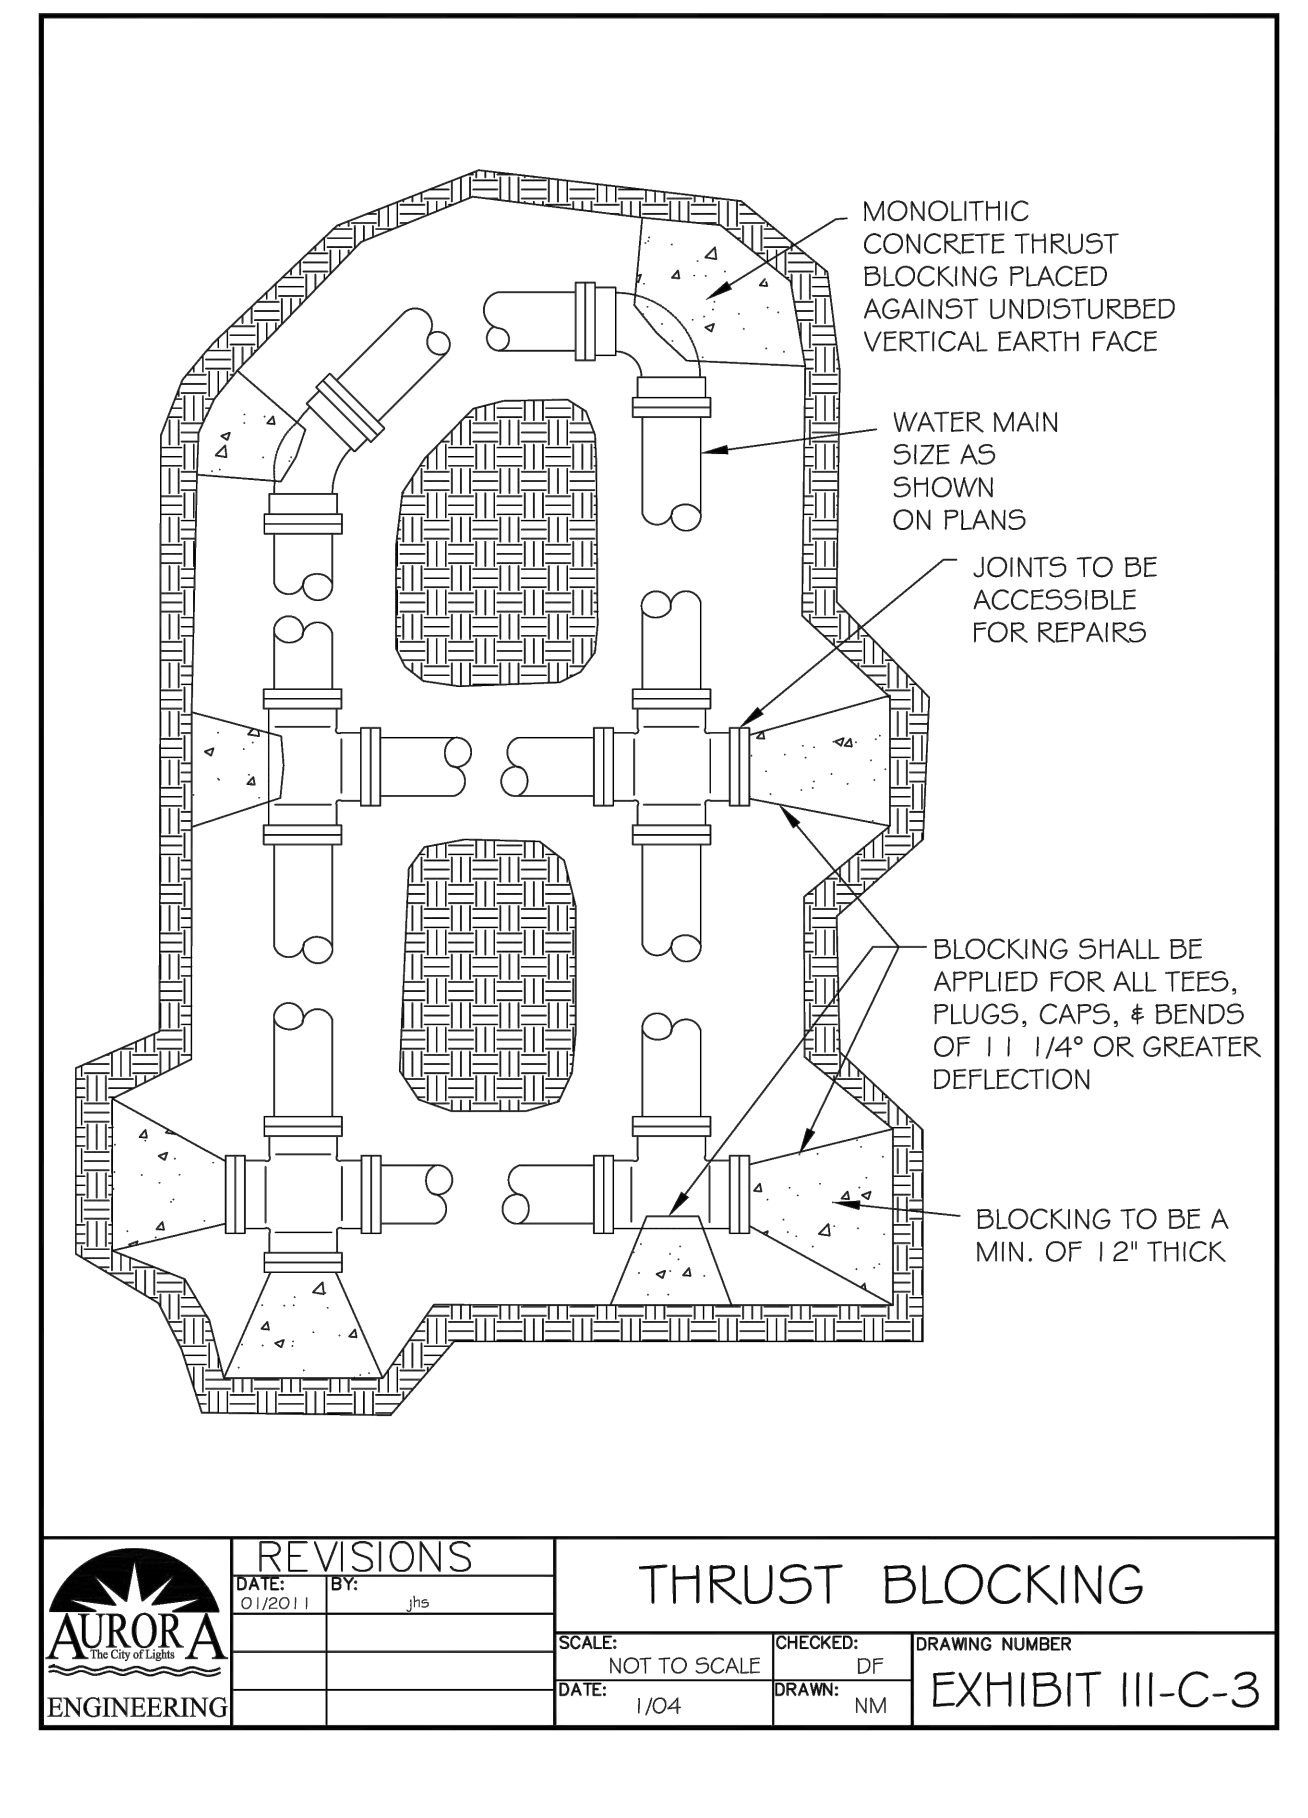 MONOLITHIC
CONCRETE THRUST
BLOCKING PLACED
AGAINST UNDISTURBED
VERTICAL EARTH FACE
WATER MAIN
SIZE AS
SHOWN
ON PLANS
JOINTS TO BE
ACCESSIBLE
FOR REPAIRS
BLOCKING SHALL BE
APPLIED FOR ALL TEES,
PLUGS, CAPS, & BENDS
OF 11 1/4° OR GREATER
DEFLECTION
BLOCKING TO BE A
MIN. OF 12" THICK
AURORA
The City of Lights
ENGINEERING
REVISIONS
DATE: BY:
01/2011 jhs
THRUST BLOCKING
SCALE:
NOT TO SCALE
CHECKED:
DF
DATE:
1/04
DRAWN:
NM
DRAWING NUMBER
EXHIBIT III-C-3